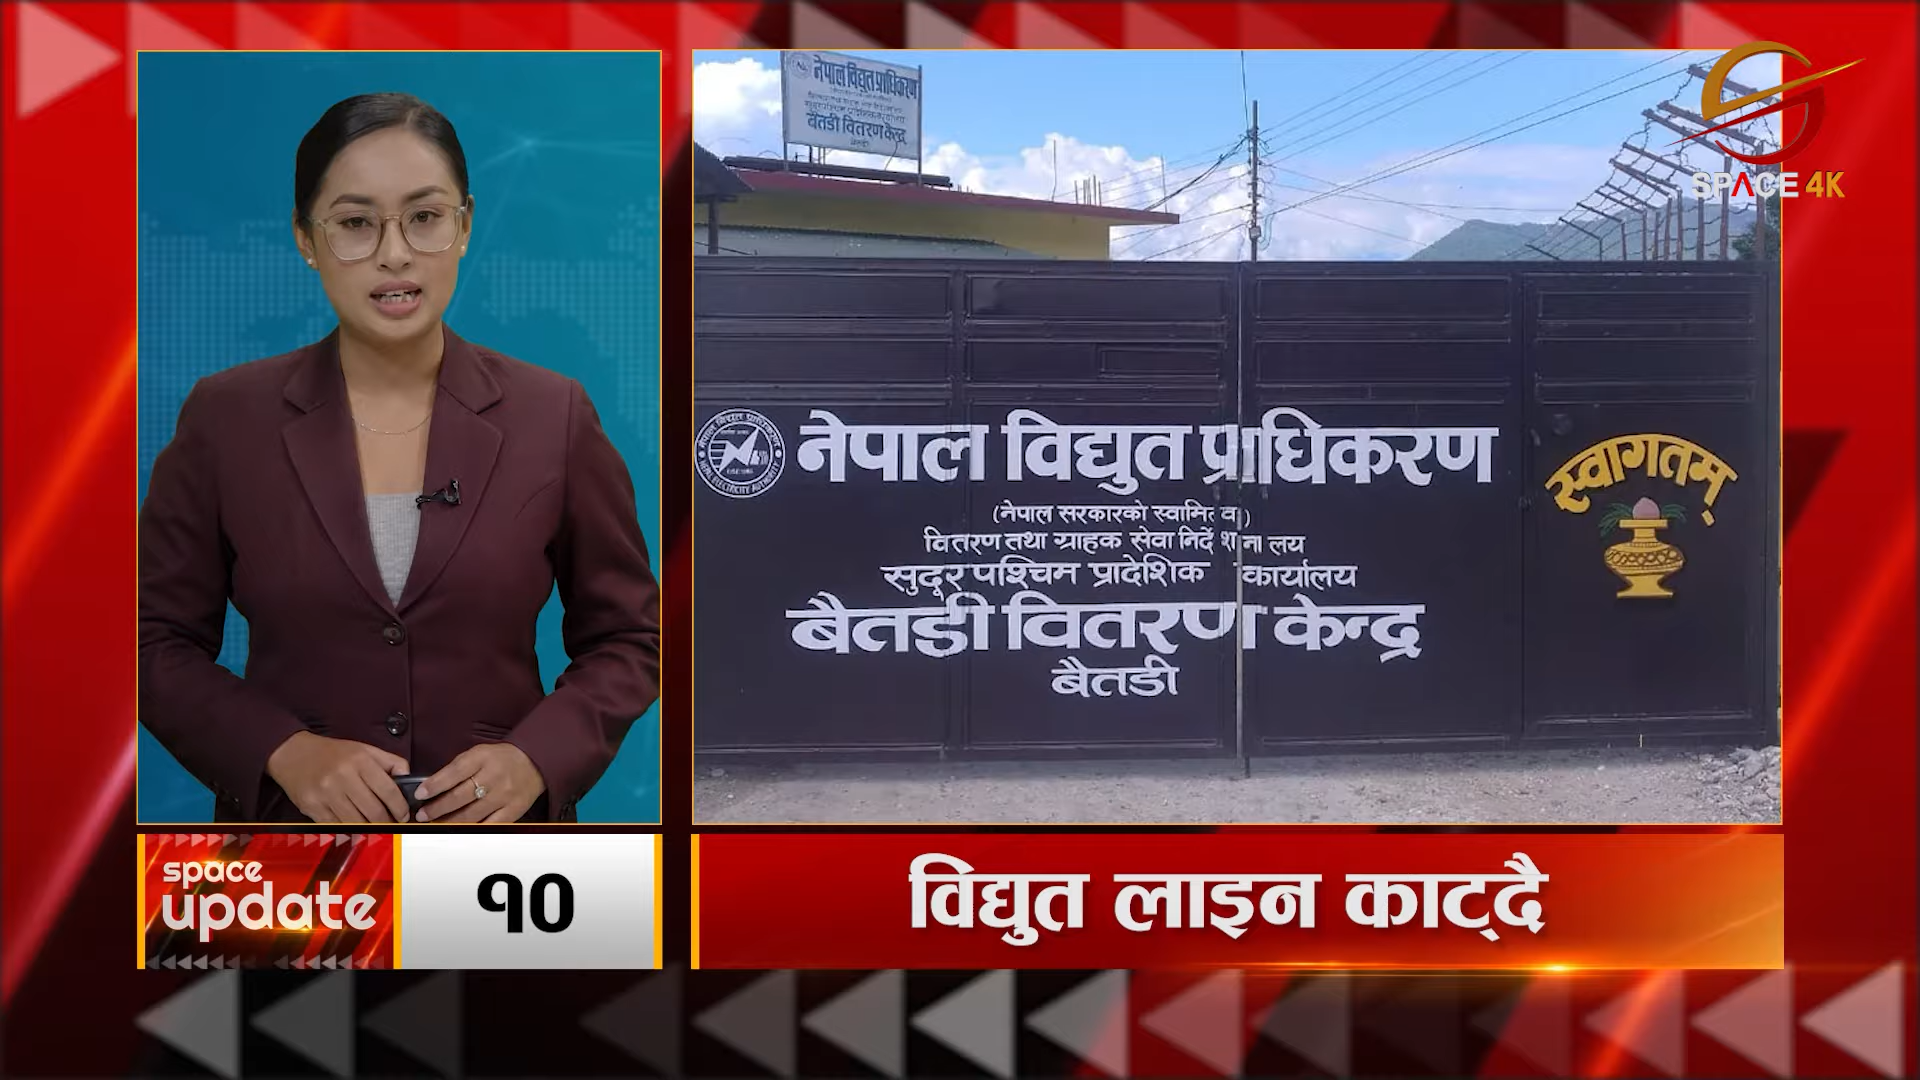 नेपाल विद्युत प्राधिकरण
बैतडी वितरण केन्द्र
बैतडी
SPACE 4K
नेपाल विद्युत प्राधिकरण
(नेपाल सरकारको स्वामित्व)
वितरण तथा ग्राहक सेवा निर्देशनालय
सुदूर पश्चिम प्रादेशिक कार्यालय
बैतडी वितरण केन्द्र
बैतडी
स्वागतम्
space
update
१०
विद्युत लाइन काट्दै